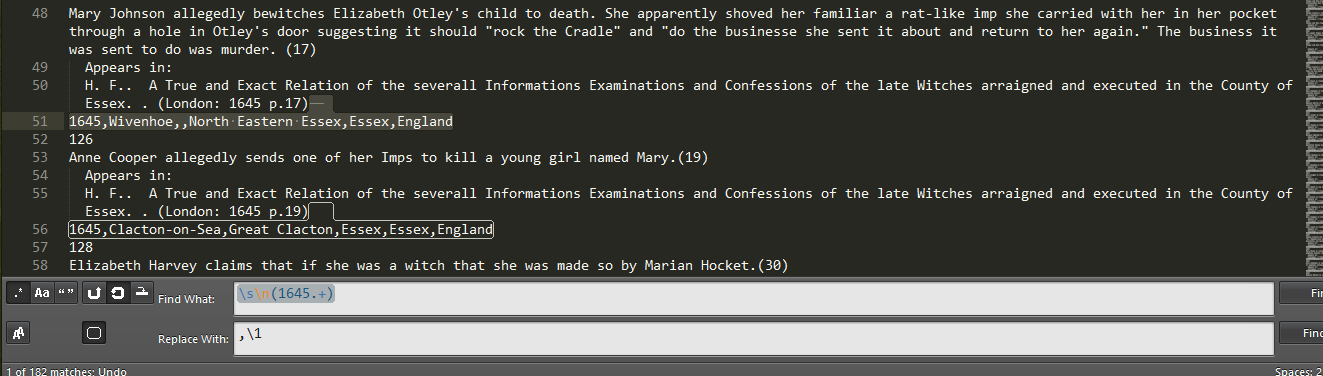 48 Mary Johnson allegedly bewitches Elizabeth Otley's child to death. She apparently shoved her familiar a rat-like imp she carried with her in her pocket
through a hole in Otley's door suggesting it should "rock the Cradle" and "do the businesse she sent it about and return to her again." The business it
was sent to do was murder. (17)
49 Appears in:
50 H. F.. A True and Exact Relation of the severall Informations Examinations and Confessions of the late Witches arraigned and executed in the County of
Essex. . (London: 1645 p.17)
51 1645,Wivenhoe,,North Eastern Essex,Essex,England
52 126
53 Anne Cooper allegedly sends one of her Imps to kill a young girl named Mary.(19)
54 Appears in:
55 H. F.. A True and Exact Relation of the severall Informations Examinations and Confessions of the late Witches arraigned and executed in the County of
Essex. . (London: 1645 p.19)
56 1645,Clacton-on-Sea,Great Clacton,Essex,Essex,England
57 128
58 Elizabeth Harvey claims that if she was a witch that she was made so by Marian Hocket.(30)
.* Aa “” Find What: \s\n(1645.+) Fi
Replace With: ,\1 Find
1 of 182 matches: Undo Spaces: 2